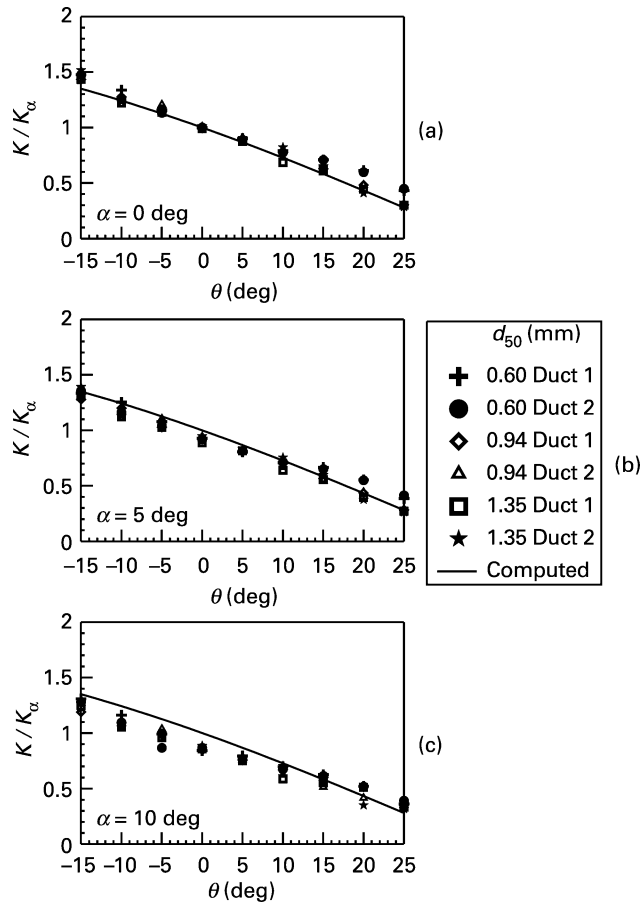 2
1.5
1
0.5
0
K / Kα
α = 0 deg
−15 −10 −5 0 5 10 15 20 25
θ (deg)
(a)
2
1.5
1
0.5
0
K / Kα
α = 5 deg
−15 −10 −5 0 5 10 15 20 25
θ (deg)
d50 (mm)
0.60 Duct 1
0.60 Duct 2
0.94 Duct 1
0.94 Duct 2
1.35 Duct 1
1.35 Duct 2
Computed
(b)
2
1.5
1
0.5
0
K / Kα
α = 10 deg
−15 −10 −5 0 5 10 15 20 25
θ (deg)
(c)